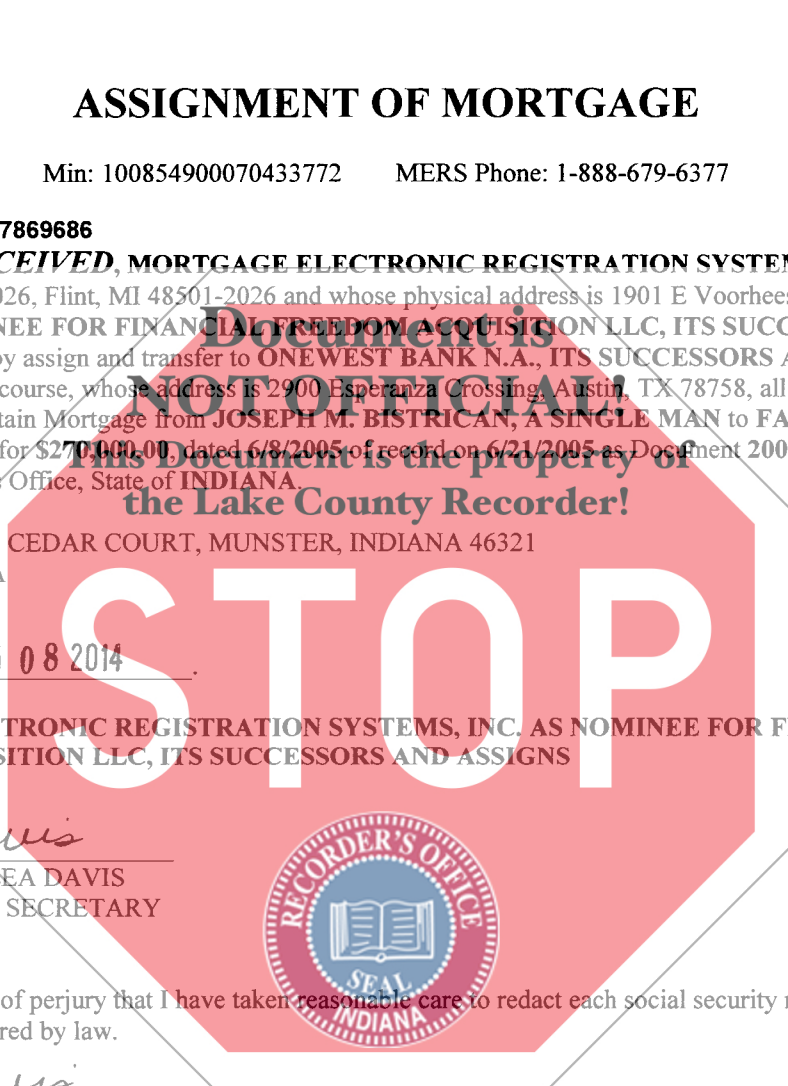 ASSIGNMENT OF MORTGAGE
Min: 100854900070433772 MERS Phone: 1-888-679-6377
7869686
CEIVED, MORTGAGE ELECTRONIC REGISTRATION SYSTEM
026, Flint, MI 48501-2026 and whose physical address is 1901 E Voorhees
NEE FOR FINANCIAL FREEDOM ACQUISITION LLC, ITS SUCC
Document is
by assign and transfer to ONEWEST BANK N.A., ITS SUCCESSORS A
course, whose address is 2900 Esperanza Crossing, Austin, TX 78758, all
NOT OFFICIAL!
tain Mortgage from JOSEPH M. BISTRICAN, A SINGLE MAN to FA
for $270,000.00, dated 6/8/2005 of record on 6/21/2005 as Document 200
This Document is the property of
Office, State of INDIANA.
the Lake County Recorder!
CEDAR COURT, MUNSTER, INDIANA 46321
A
STOP
08 2014
TRONIC REGISTRATION SYSTEMS, INC. AS NOMINEE FOR F
SITION LLC, ITS SUCCESSORS AND ASSIGNS
EA DAVIS
SECRETARY
RECORDER'S OFFICE
SEAL
INDIANA
of perjury that I have taken reasonable care to redact each social security
red by law.